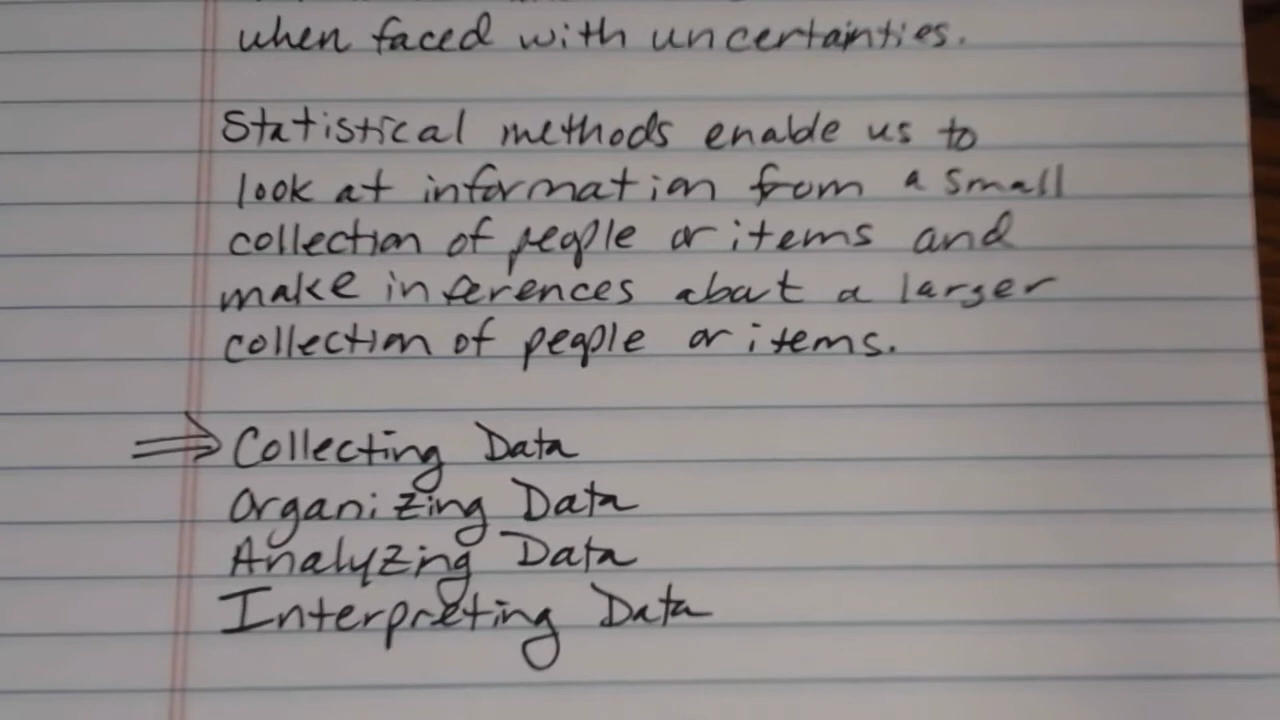 when faced with uncertainties.
Statistical methods enable us to
look at information from a small
collection of people or items and
make inferences about a larger
collection of people or items.
⇒ Collecting Data
Organizing Data
Analyzing Data
Interpreting Data